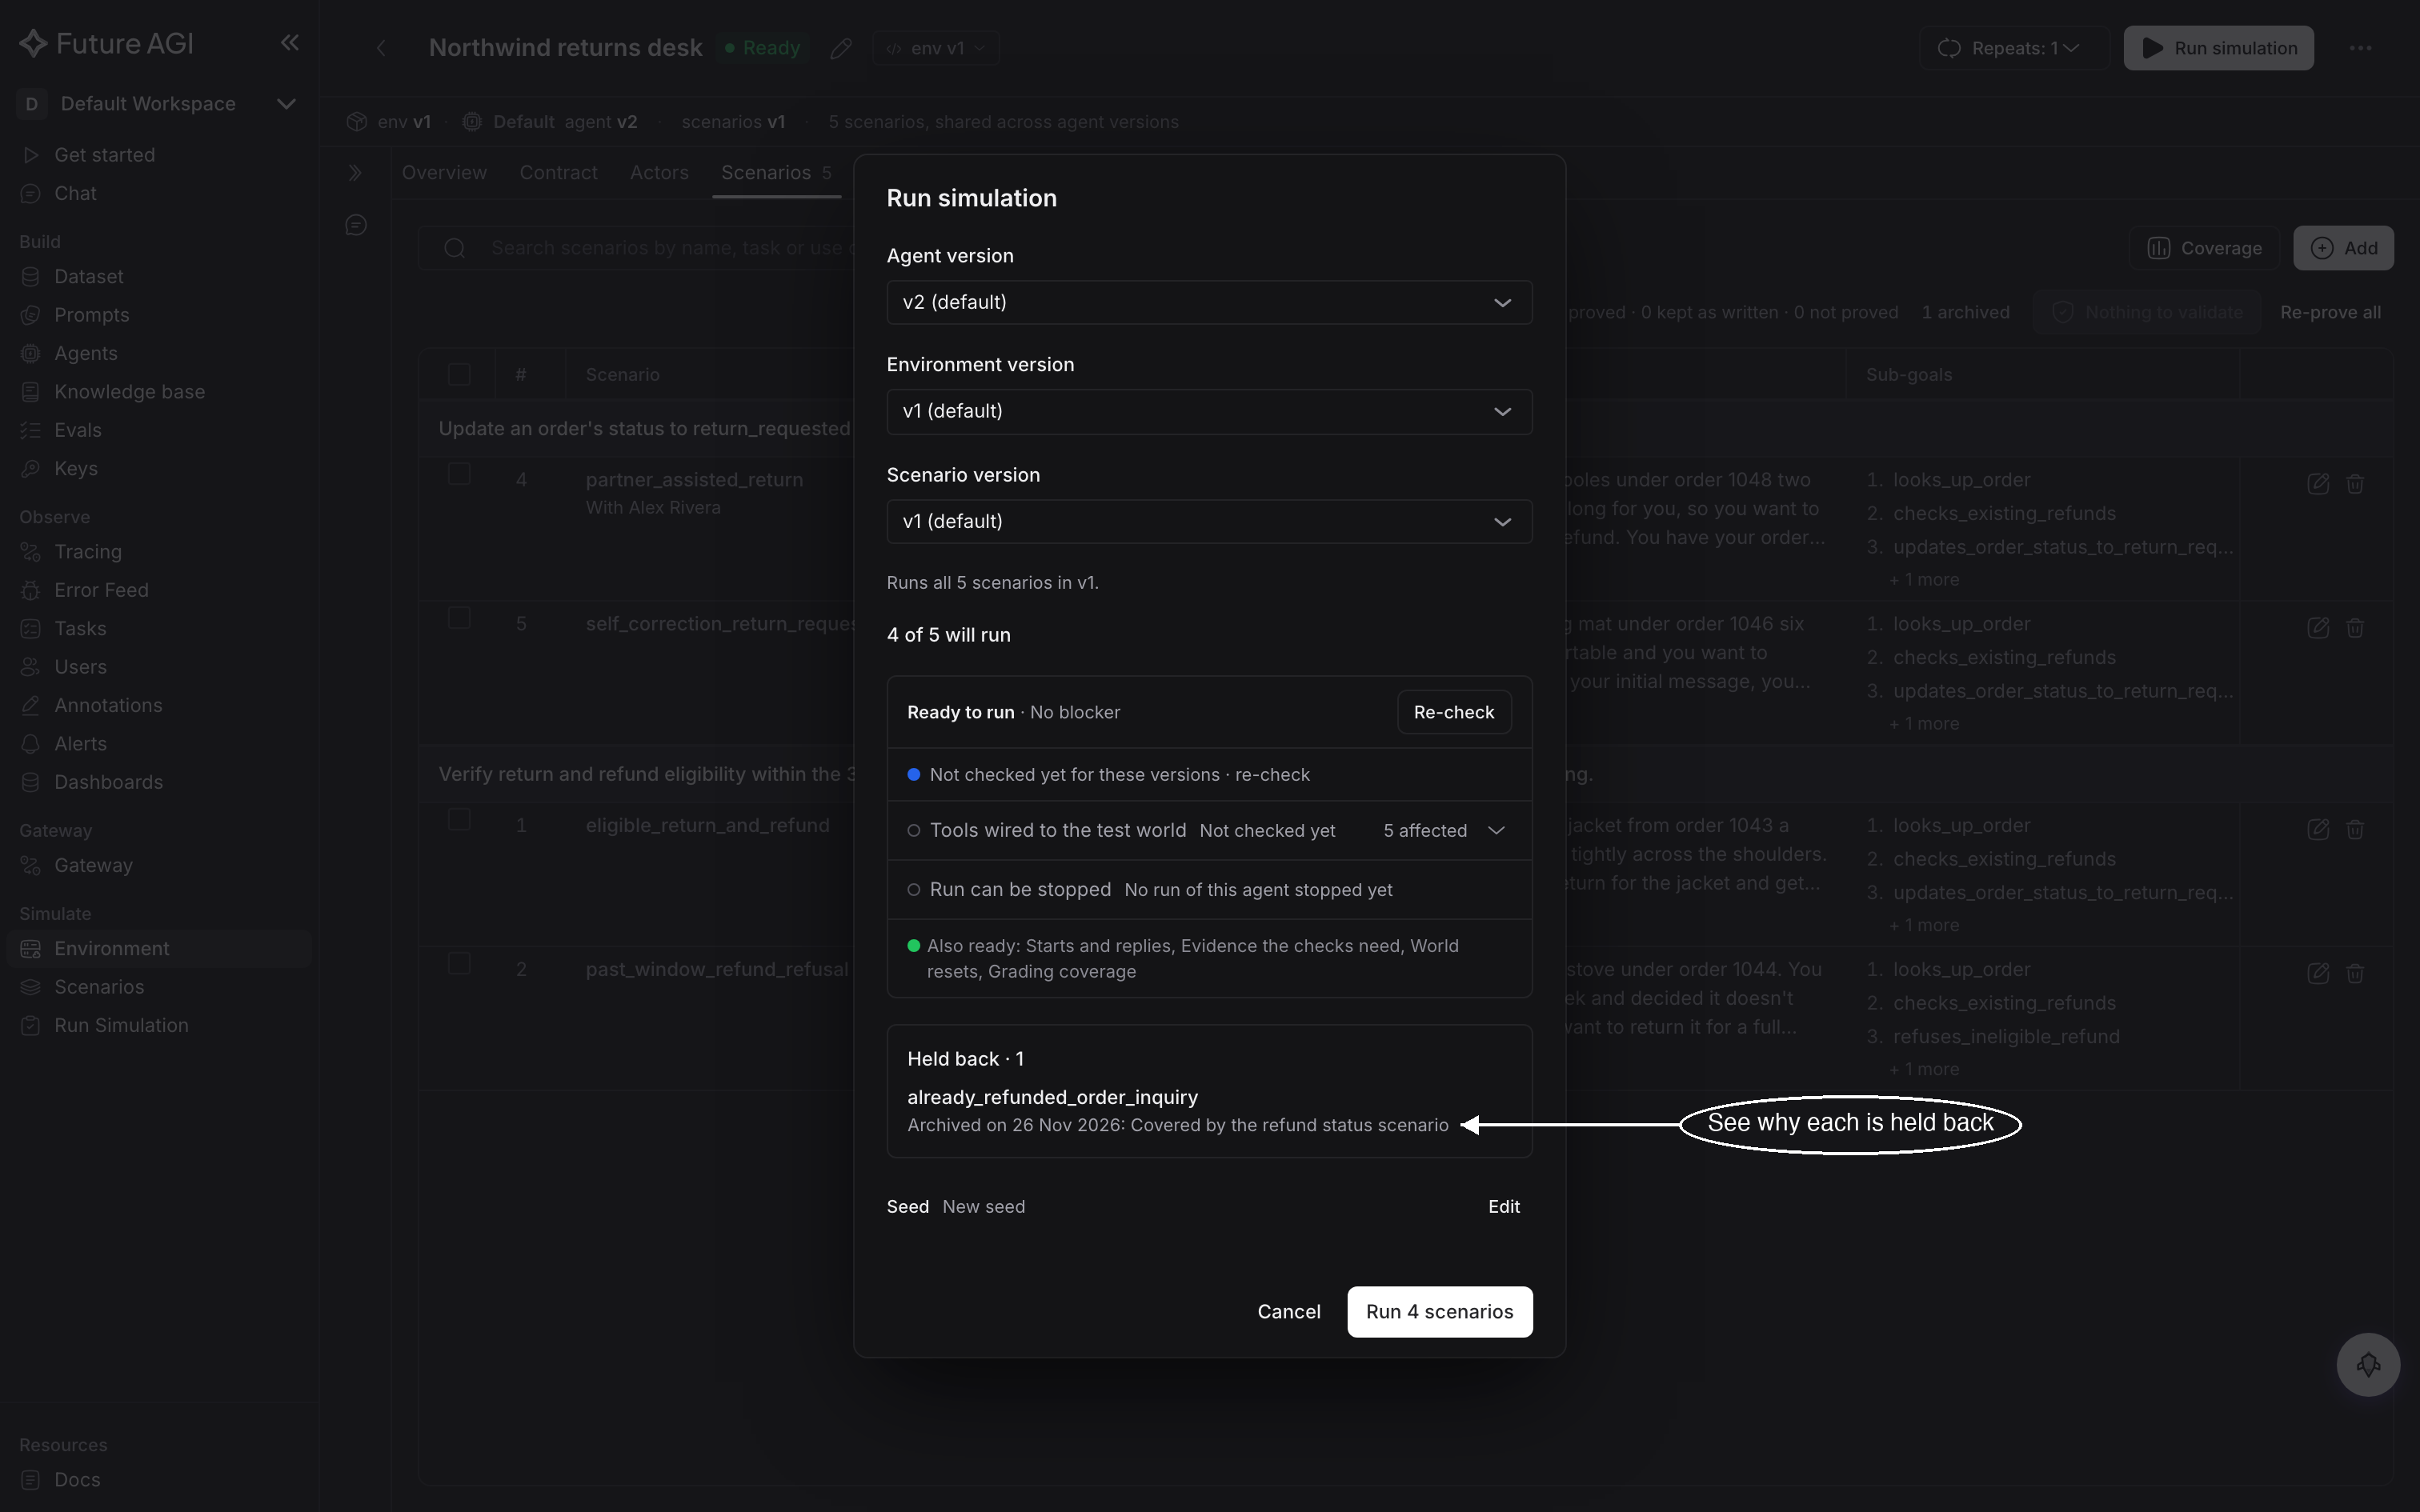 Future AGI
D Default Workspace
Get started
Chat
Build
Dataset
Prompts
Agents
Knowledge base
Evals
Keys
Observe
Tracing
Error Feed
Tasks
Users
Annotations
Alerts
Dashboards
Gateway
Gateway
Simulate
Environment
Scenarios
Run Simulation
Resources
Docs
Northwind returns desk
Ready
env v1
Repeats: 1
Run simulation
env v1 · Default agent v2 · scenarios v1 · 5 scenarios, shared across agent versions
Overview
Contract
Actors
Scenarios 5
Search scenarios by name, task or use
Coverage
Add
proved · 0 kept as written · 0 not proved
1 archived
Nothing to validate
Re-prove all
#
Scenario
Sub-goals
Update an order's status to return_requested
4
partner_assisted_return
With Alex Rivera
under order 1048 two
long for you, so you want to
You have your order...
1. looks_up_order
2. checks_existing_refunds
3. updates_order_status_to_return_req...
+ 1 more
5
self_correction_return_reques
mat under order 1046 six
and you want to
your initial message, you...
1. looks_up_order
2. checks_existing_refunds
3. updates_order_status_to_return_req...
+ 1 more
Verify return and refund eligibility within the 3
ng.
1
eligible_return_and_refund
jacket from order 1043 a
tightly across the shoulders.
for the jacket and get...
1. looks_up_order
2. checks_existing_refunds
3. updates_order_status_to_return_req...
+ 1 more
2
past_window_refund_refusal
stove under order 1044. You
and decided it doesn't
to return it for a full...
1. looks_up_order
2. checks_existing_refunds
3. refuses_ineligible_refund
+ 1 more
Run simulation
Agent version
v2 (default)
Environment version
v1 (default)
Scenario version
v1 (default)
Runs all 5 scenarios in v1.
4 of 5 will run
Ready to run · No blocker
Re-check
Not checked yet for these versions · re-check
Tools wired to the test world Not checked yet 5 affected
Run can be stopped No run of this agent stopped yet
Also ready: Starts and replies, Evidence the checks need, World
resets, Grading coverage
Held back · 1
already_refunded_order_inquiry
Archived on 26 Nov 2026: Covered by the refund status scenario
See why each is held back
Seed New seed
Edit
Cancel
Run 4 scenarios